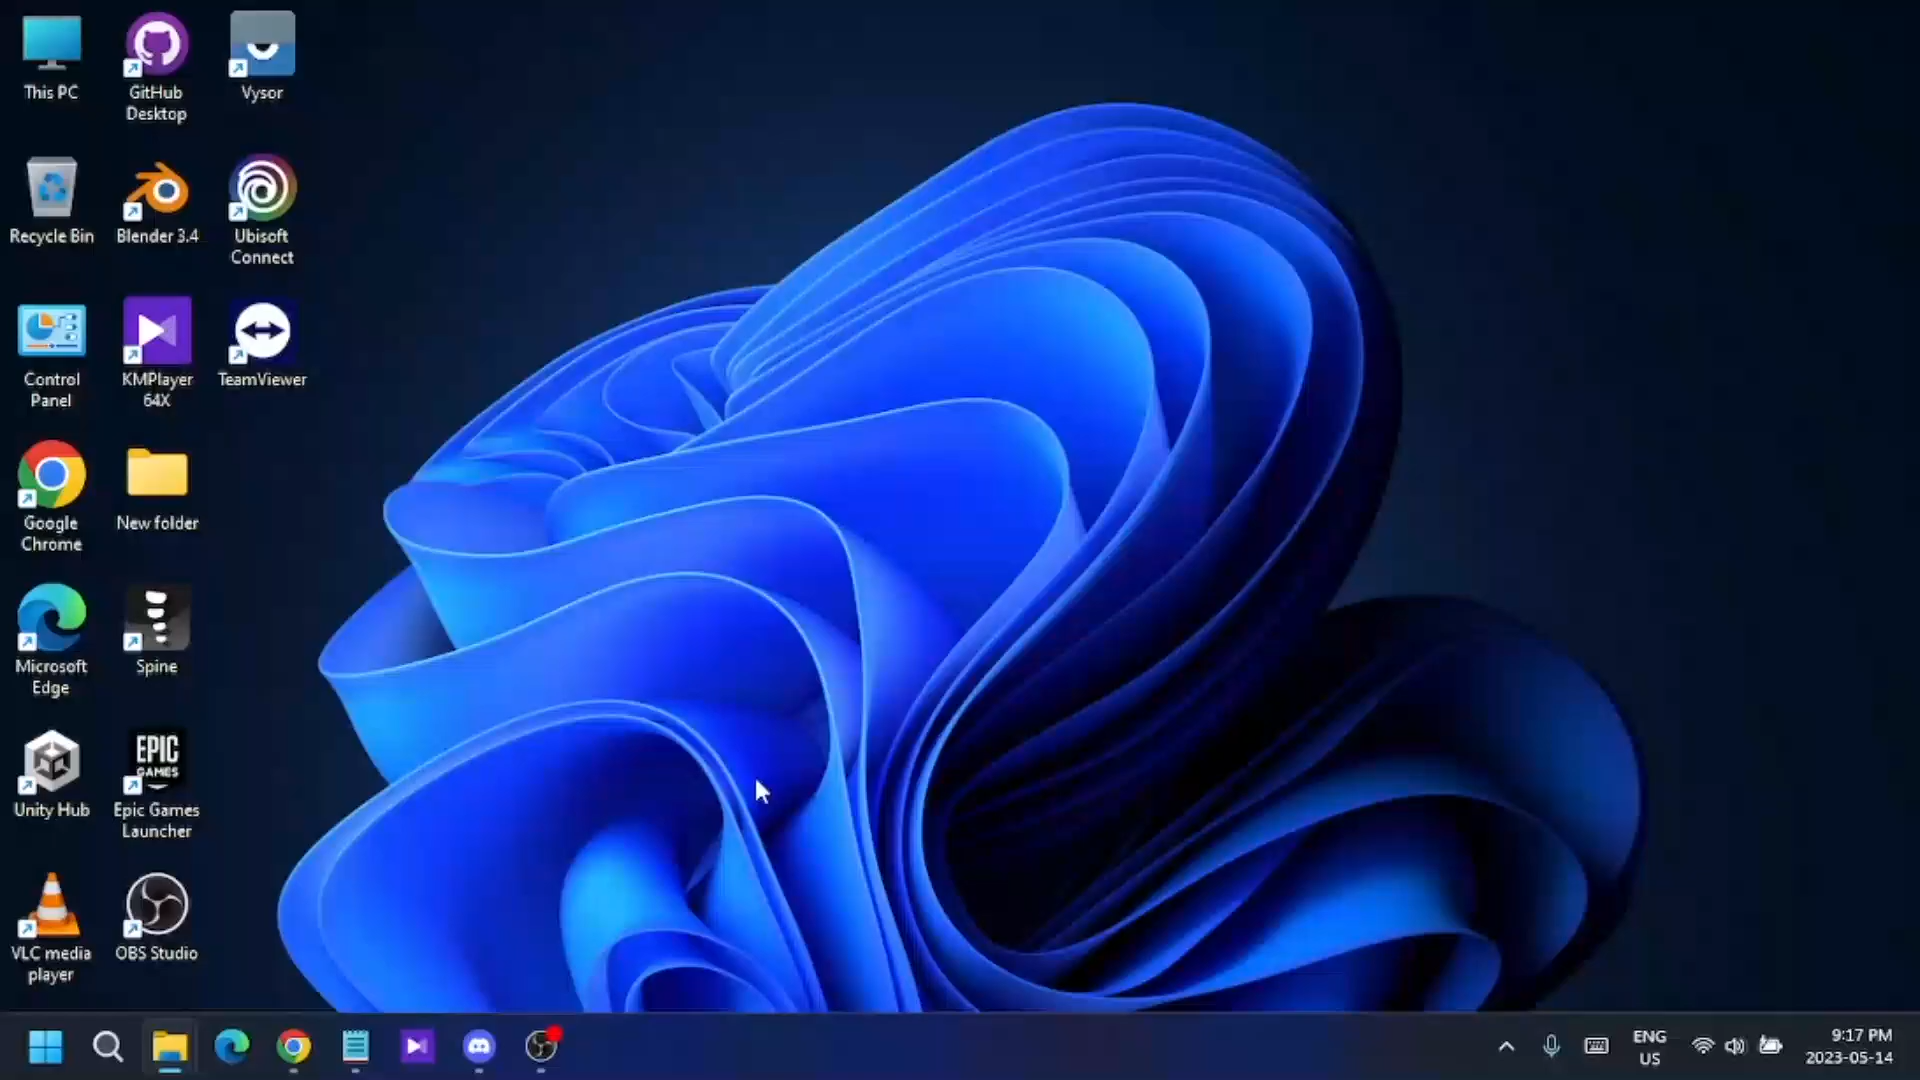 This PC
GitHub
Desktop
Vysor
Recycle Bin
Blender 3.4
Ubisoft
Connect
Control
Panel
KMPlayer
64X
TeamViewer
Google
Chrome
New folder
Microsoft
Edge
Spine
Unity Hub
EPIC
GAMES
Epic Games
Launcher
VLC media
player
OBS Studio
ENG
US
9:17 PM
2023-05-14